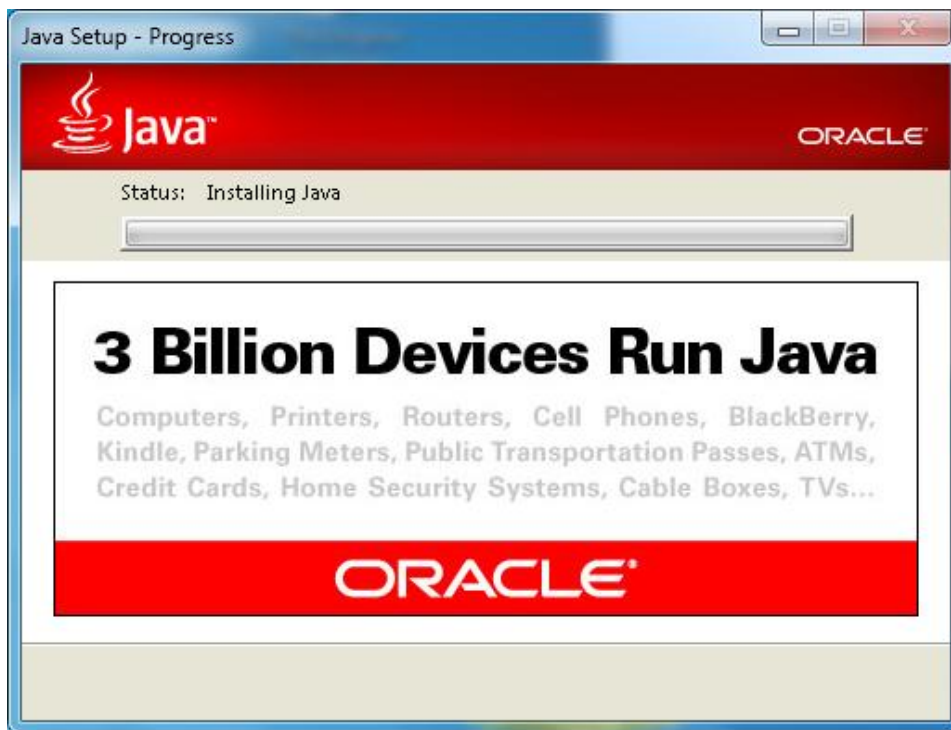 Java Setup - Progress
Java™
ORACLE®
Status: Installing Java
3 Billion Devices Run Java
Computers, Printers, Routers, Cell Phones, BlackBerry,
Kindle, Parking Meters, Public Transportation Passes, ATMs,
Credit Cards, Home Security Systems, Cable Boxes, TVs...
ORACLE®